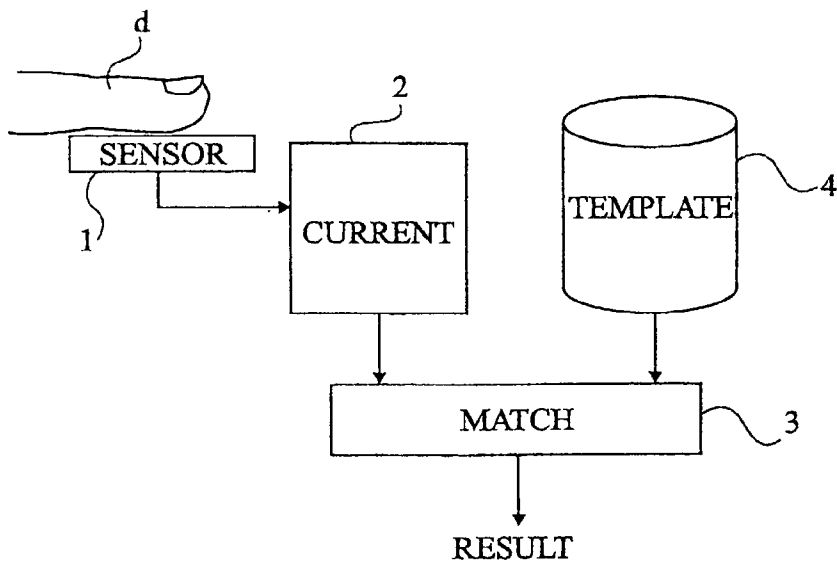 d
SENSOR
1
2
CURRENT
TEMPLATE
4
MATCH
3
RESULT